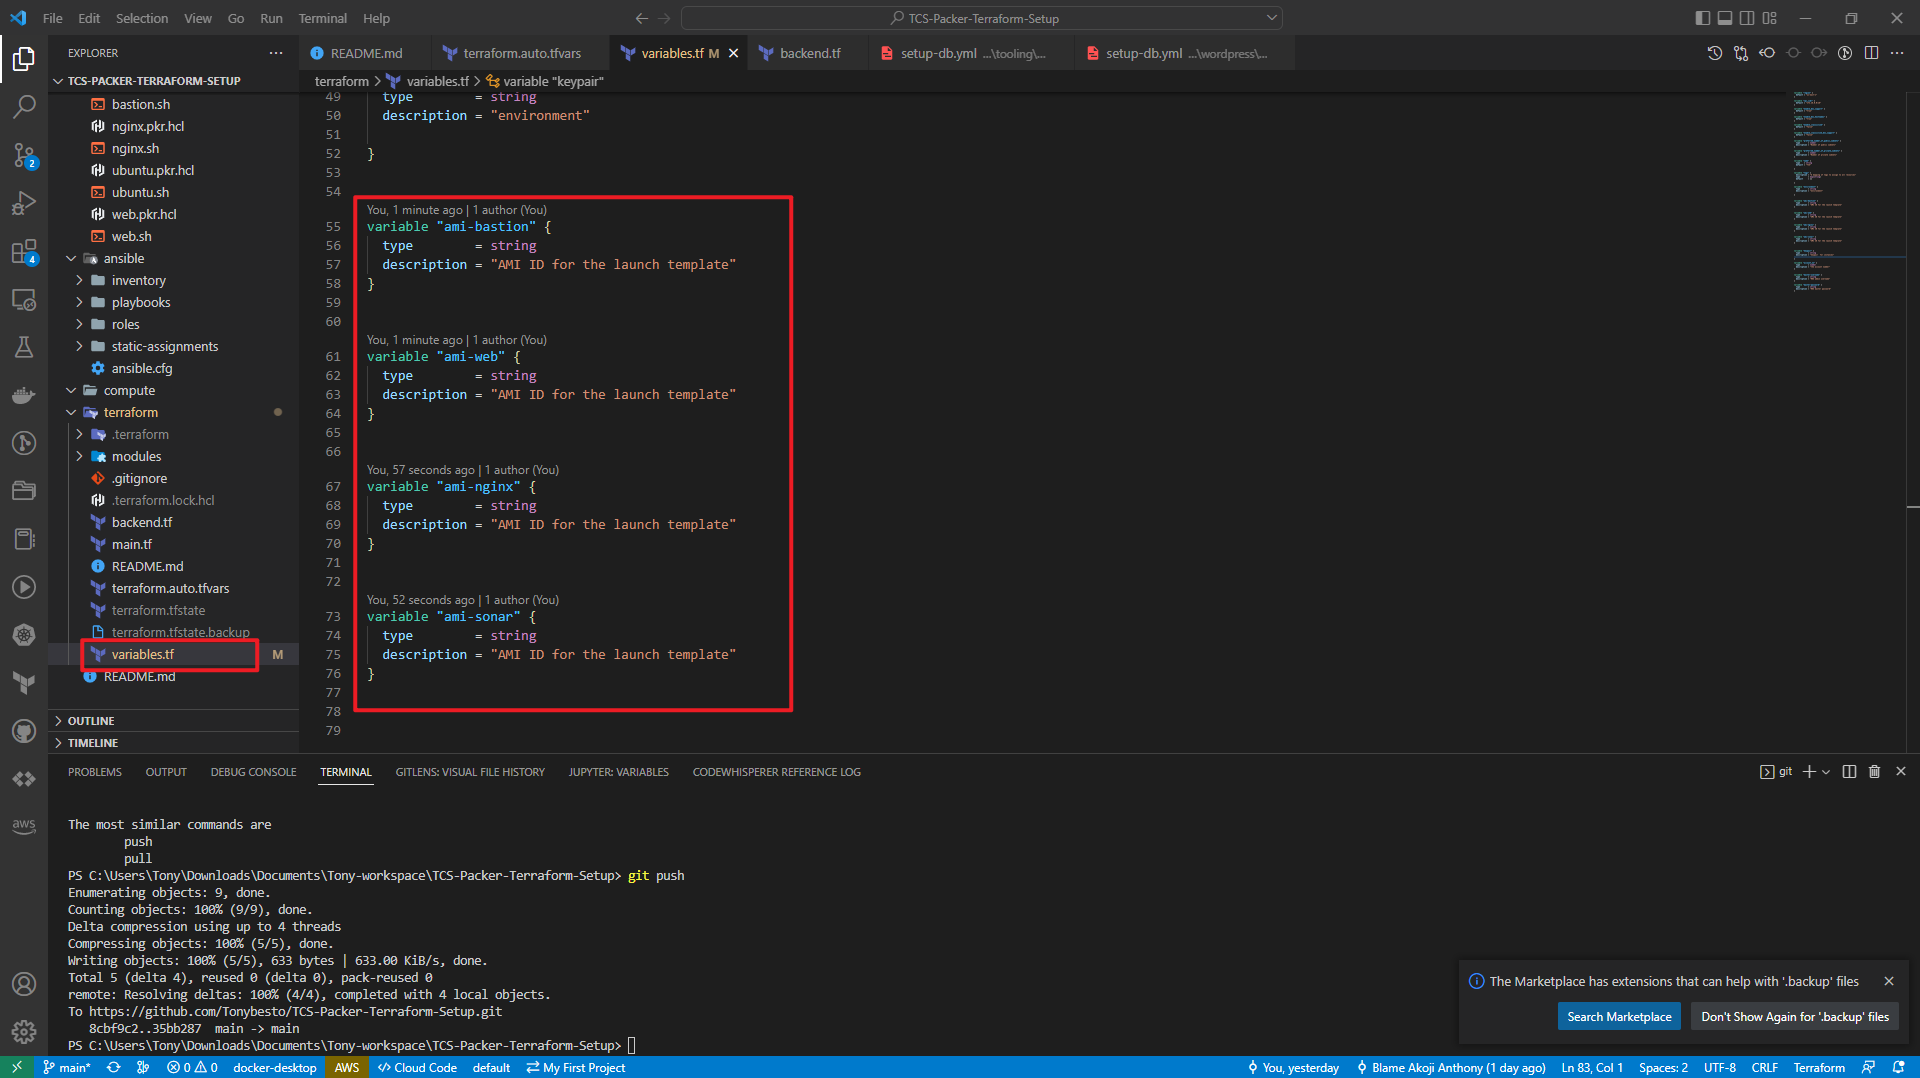 File Edit Selection View Go Run Terminal Help
TCS-Packer-Terraform-Setup
EXPLORER
README.md
terraform.auto.tfvars
variables.tf M
backend.tf
setup-db.yml ...\tooling\...
setup-db.yml ...\wordpress\...
TCS-PACKER-TERRAFORM-SETUP
terraform > variables.tf > variable "keypair"
bastion.sh
nginx.pkr.hcl
nginx.sh
ubuntu.pkr.hcl
ubuntu.sh
web.pkr.hcl
web.sh
ansible
inventory
playbooks
roles
static-assignments
ansible.cfg
compute
terraform
.terraform
modules
.gitignore
.terraform.lock.hcl
backend.tf
main.tf
README.md
terraform.auto.tfvars
terraform.tfstate
terraform.tfstate.backup
variables.tf M
README.md
OUTLINE
TIMELINE
2
4
aws
49 type = string
50 description = "environment"
51
52 }
53
54
You, 1 minute ago | 1 author (You)
55 variable "ami-bastion" {
56 type = string
57 description = "AMI ID for the launch template"
58 }
59
60
You, 1 minute ago | 1 author (You)
61 variable "ami-web" {
62 type = string
63 description = "AMI ID for the launch template"
64 }
65
66
You, 57 seconds ago | 1 author (You)
67 variable "ami-nginx" {
68 type = string
69 description = "AMI ID for the launch template"
70 }
71
72
You, 52 seconds ago | 1 author (You)
73 variable "ami-sonar" {
74 type = string
75 description = "AMI ID for the launch template"
76 }
77
78
79
PROBLEMS OUTPUT DEBUG CONSOLE TERMINAL GITLENS: VISUAL FILE HISTORY JUPYTER: VARIABLES CODEWHISPERER REFERENCE LOG
git
The most similar commands are
push
pull
PS C:\Users\Tony\Downloads\Documents\Tony-workspace\TCS-Packer-Terraform-Setup> git push
Enumerating objects: 9, done.
Counting objects: 100% (9/9), done.
Delta compression using up to 4 threads
Compressing objects: 100% (5/5), done.
Writing objects: 100% (5/5), 633 bytes | 633.00 KiB/s, done.
Total 5 (delta 4), reused 0 (delta 0), pack-reused 0
remote: Resolving deltas: 100% (4/4), completed with 4 local objects.
To https://github.com/Tonybesto/TCS-Packer-Terraform-Setup.git
8cbf9c2..35bb287 main -> main
PS C:\Users\Tony\Downloads\Documents\Tony-workspace\TCS-Packer-Terraform-Setup>
The Marketplace has extensions that can help with '.backup' files
Search Marketplace
Don't Show Again for '.backup' files
main* 0 0 docker-desktop AWS Cloud Code default My First Project You, yesterday Blame Akoji Anthony (1 day ago) Ln 83, Col 1 Spaces: 2 UTF-8 CRLF Terraform